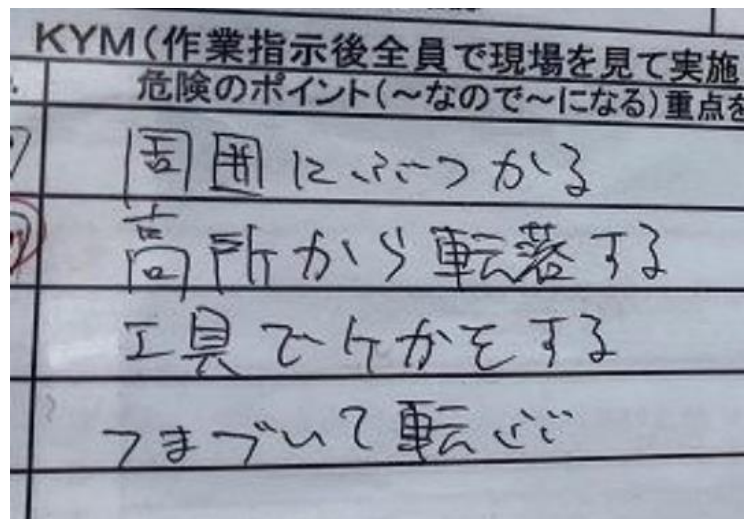 KYM(作業指示後全員で現場を見て実施
危険のポイント(～なので～になる)重点を
周囲にぶつかる
高所から転落する
工具でケガをする
つまづいて転ぶ